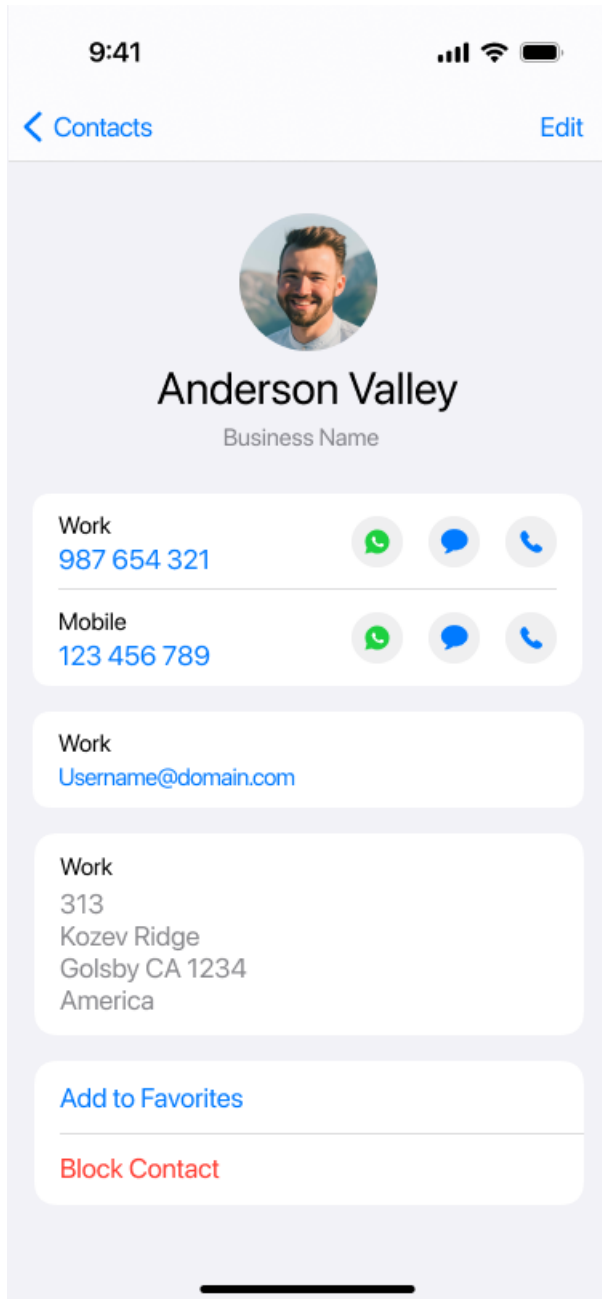 9:41
Contacts
Edit
Anderson Valley
Business Name
Work
987 654 321
Mobile
123 456 789
Work
Username@domain.com
Work
313
Kozev Ridge
Golsby CA 1234
America
Add to Favorites
Block Contact